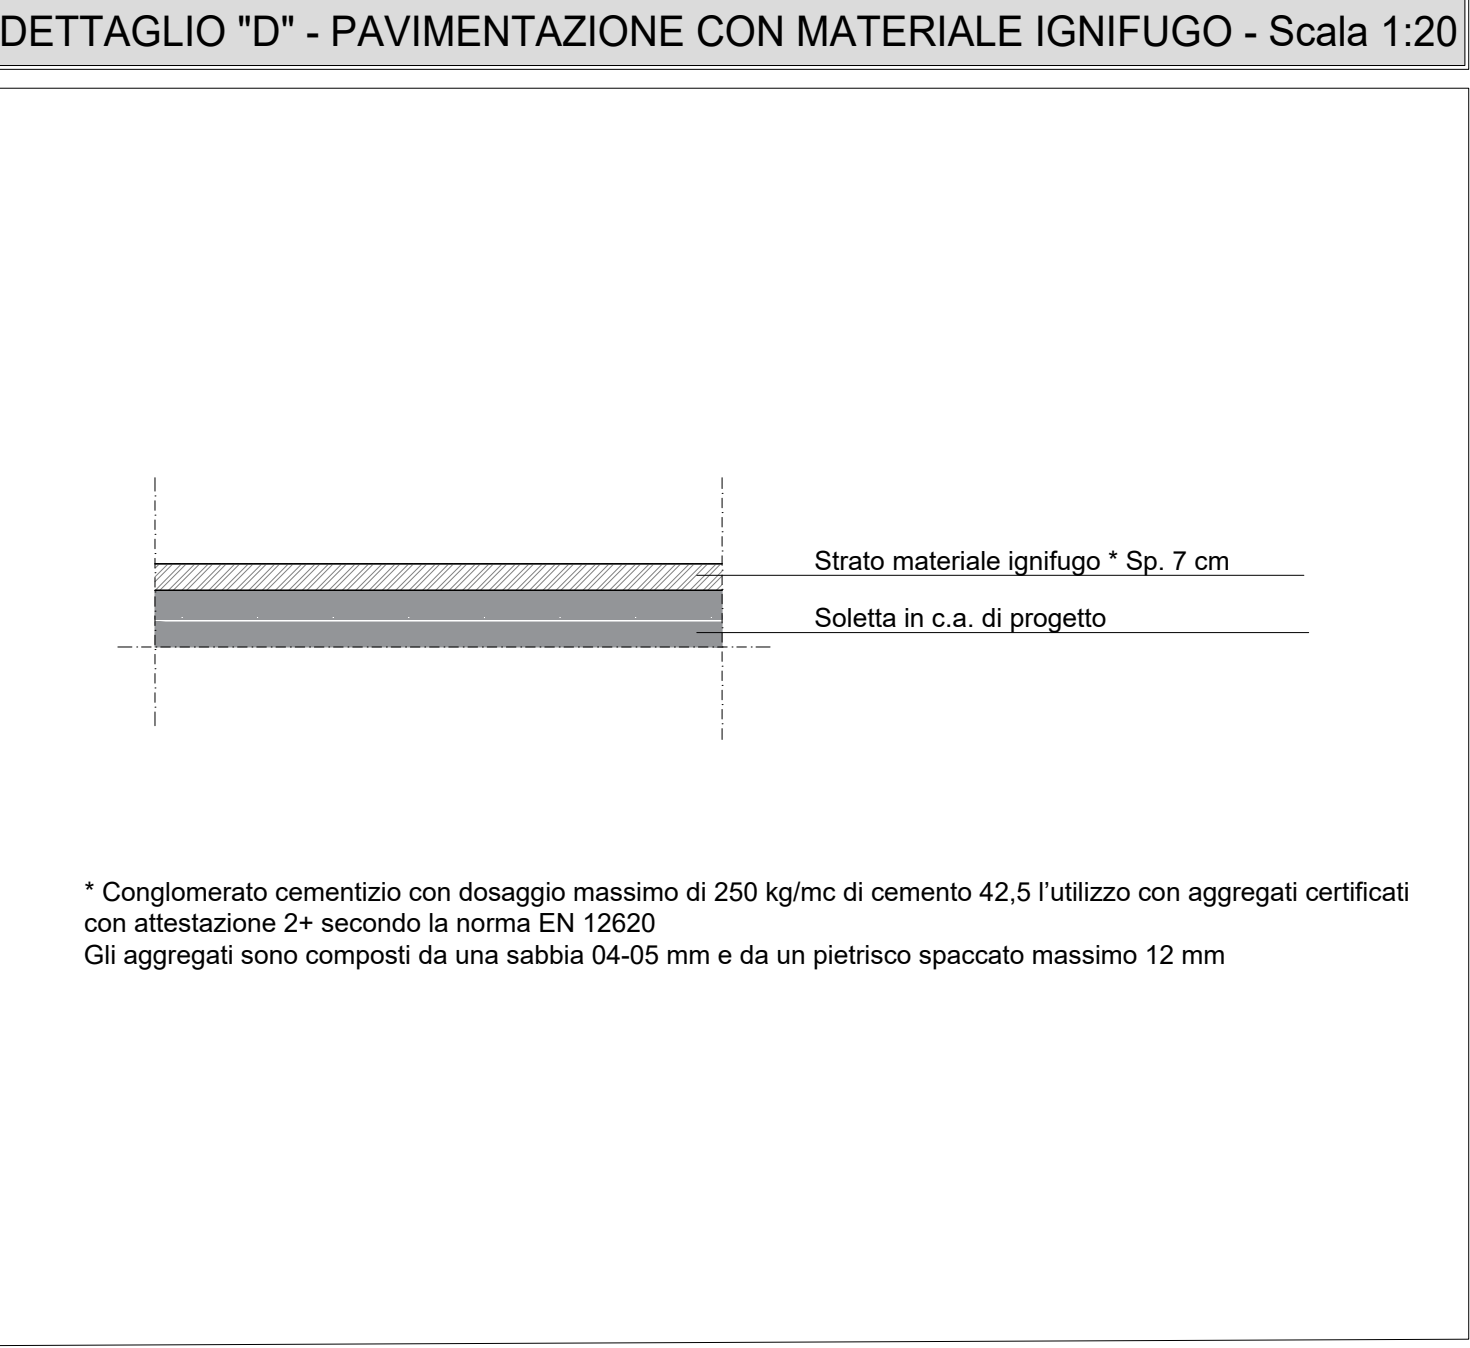 DETTAGLIO "D" - PAVIMENTAZIONE CON MATERIALE IGNIFUGO - Scala 1:20
Strato materiale ignifugo * Sp. 7 cm
Soletta in c.a. di progetto
* Conglomerato cementizio con dosaggio massimo di 250 kg/mc di cemento 42,5 l’utilizzo con aggregati certificati
con attestazione 2+ secondo la norma EN 12620
Gli aggregati sono composti da una sabbia 04-05 mm e da un pietrisco spaccato massimo 12 mm